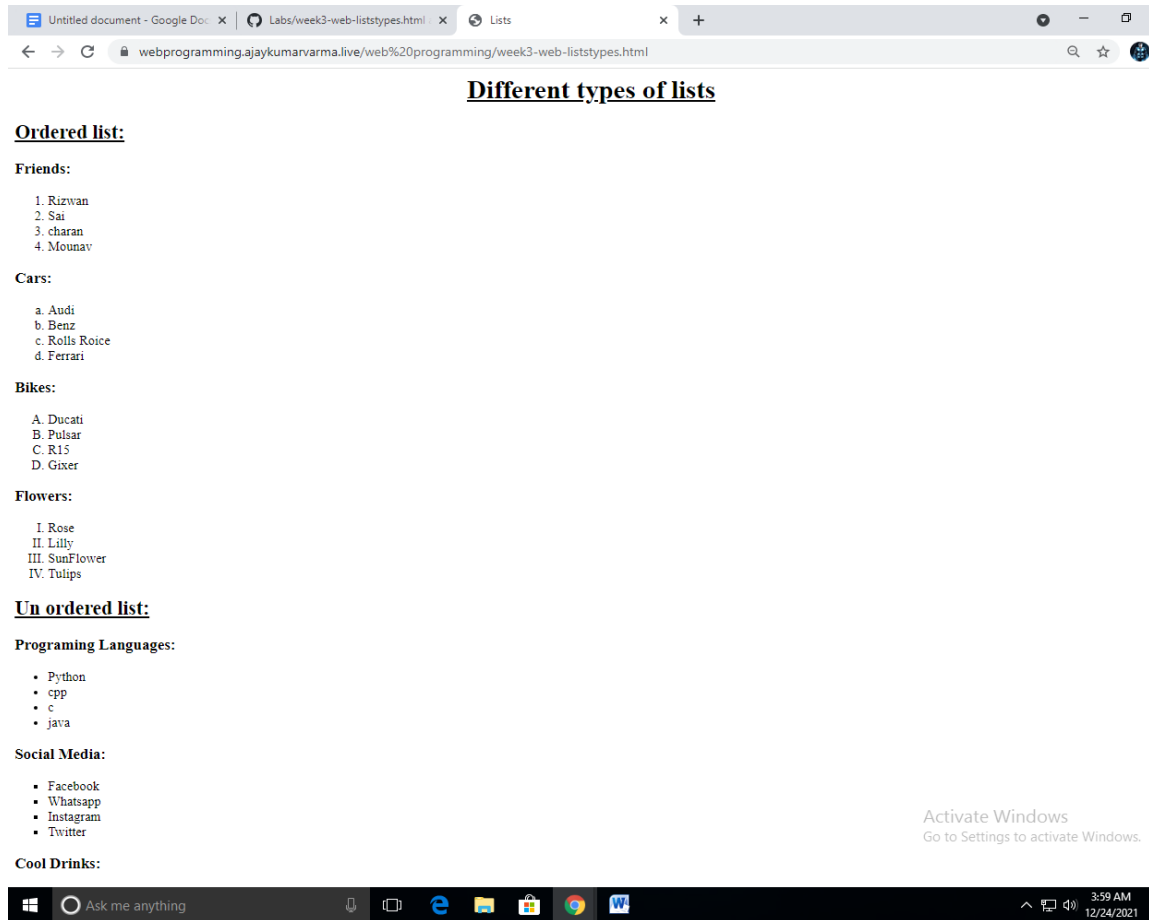 Untitled document - Google Doc
Labs/week3-web-liststypes.html
Lists
webprogramming.ajaykumarvarma.live/web%20programming/week3-web-liststypes.html
Different types of lists
Ordered list:
Friends:
1. Rizwan
2. Sai
3. charan
4. Mounav
Cars:
a. Audi
b. Benz
c. Rolls Roice
d. Ferrari
Bikes:
A. Ducati
B. Pulsar
C. R15
D. Gixer
Flowers:
I. Rose
II. Lilly
III. SunFlower
IV. Tulips
Un ordered list:
Programing Languages:
• Python
• cpp
• c
• java
Social Media:
▪ Facebook
▪ Whatsapp
▪ Instagram
▪ Twitter
Cool Drinks:
Activate Windows
Go to Settings to activate Windows.
Ask me anything
3:59 AM
12/24/2021